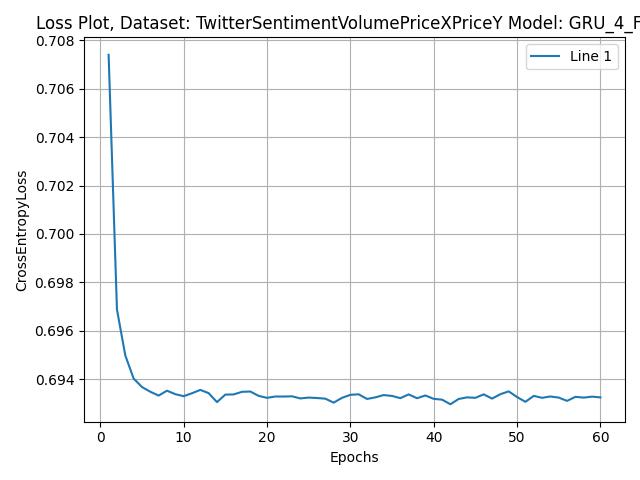 Loss Plot, Dataset: TwitterSentimentVolumePriceXPriceY Model: GRU_4_F
Line 1
0.708
0.706
0.704
0.702
0.700
0.698
0.696
0.694
CrossEntropyLoss
0 10 20 30 40 50 60
Epochs